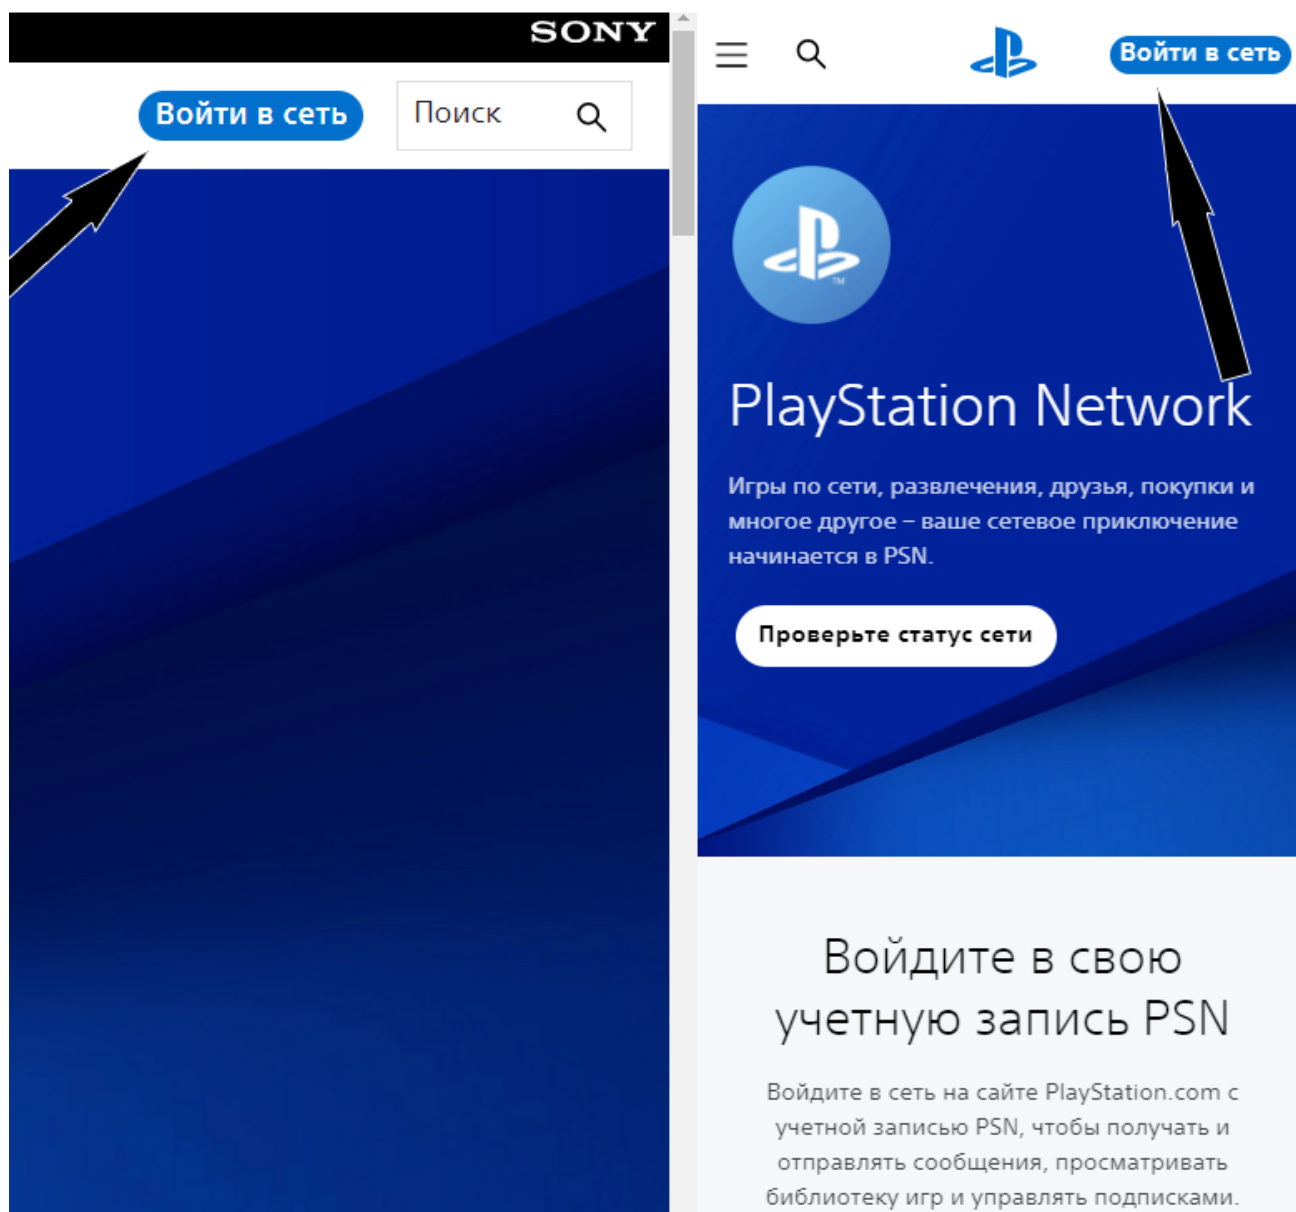 SONY
Войти в сеть
Поиск
Войти в сеть
TM
PlayStation Network
Игры по сети, развлечения, друзья, покупки и
многое другое – ваше сетевое приключение
начинается в PSN.
Проверьте статус сети
Войдите в свою
учетную запись PSN
Войдите в сеть на сайте PlayStation.com с
учетной записью PSN, чтобы получать и
отправлять сообщения, просматривать
библиотеку игр и управлять подписками.